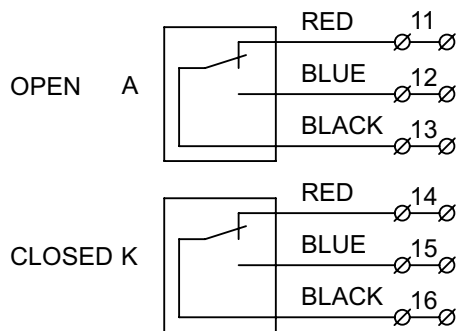 RED 11
OPEN A BLUE 12
BLACK 13
RED 14
CLOSED K BLUE 15
BLACK 16